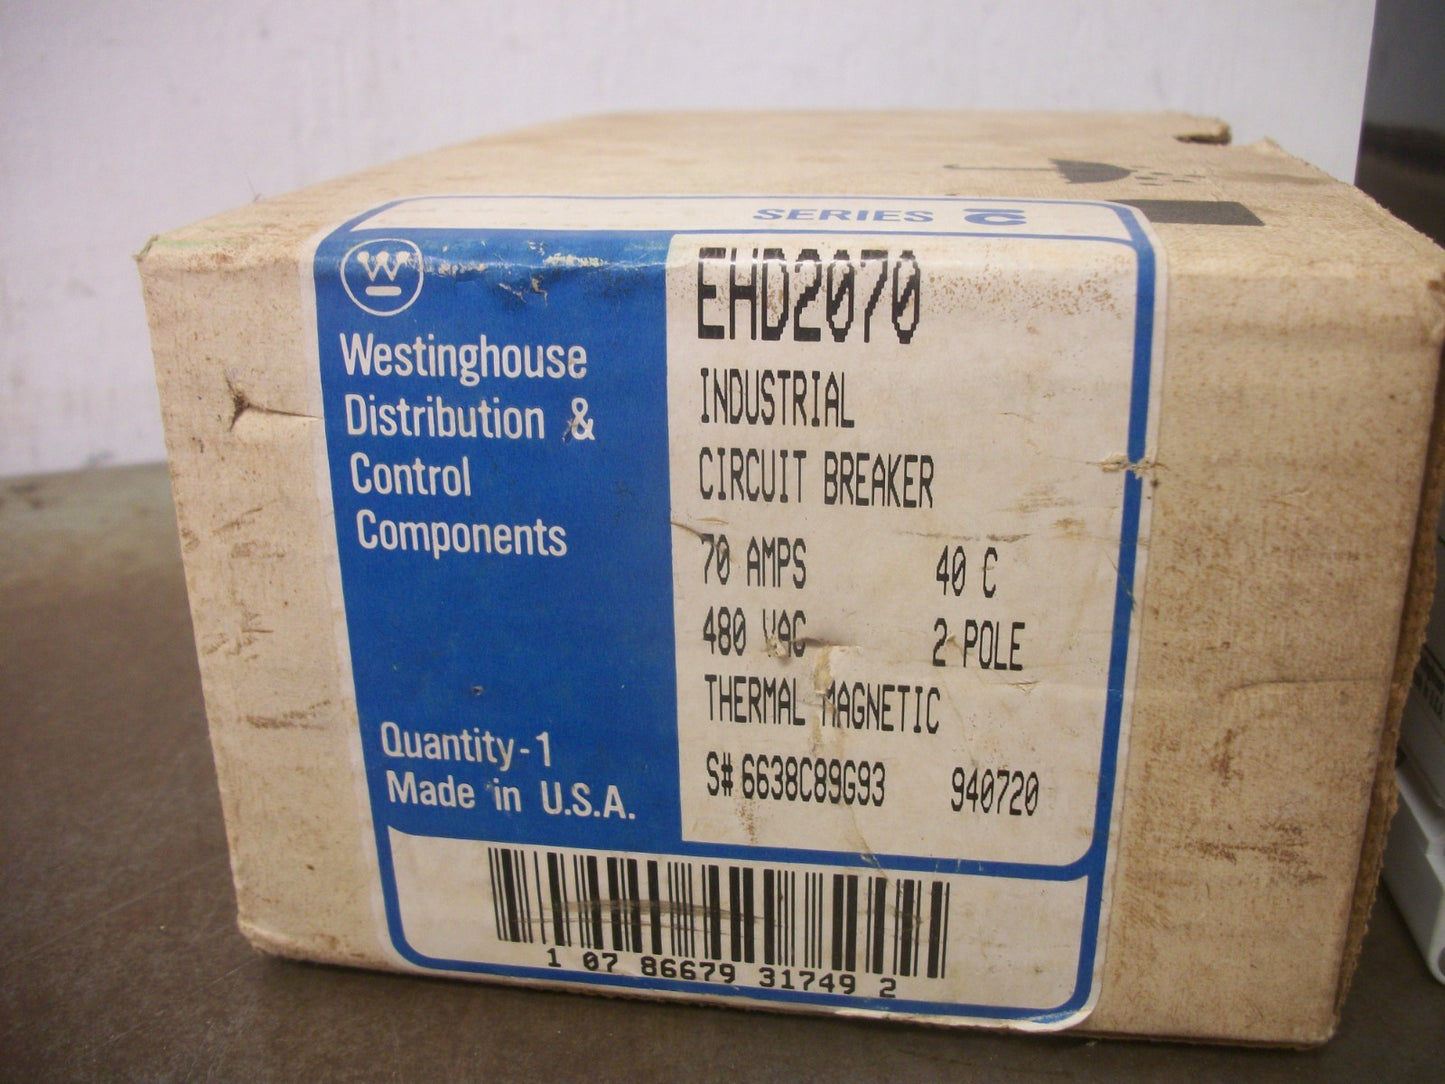 SERIES C
W
Westinghouse
Distribution &
Control
Components
Quantity-1
Made in U.S.A.
EHD2070
INDUSTRIAL
CIRCUIT BREAKER
70 AMPS 40 C
480 VAC 2 POLE
THERMAL MAGNETIC
S# 6638C89G93 940720
1 07 86679 31749 2